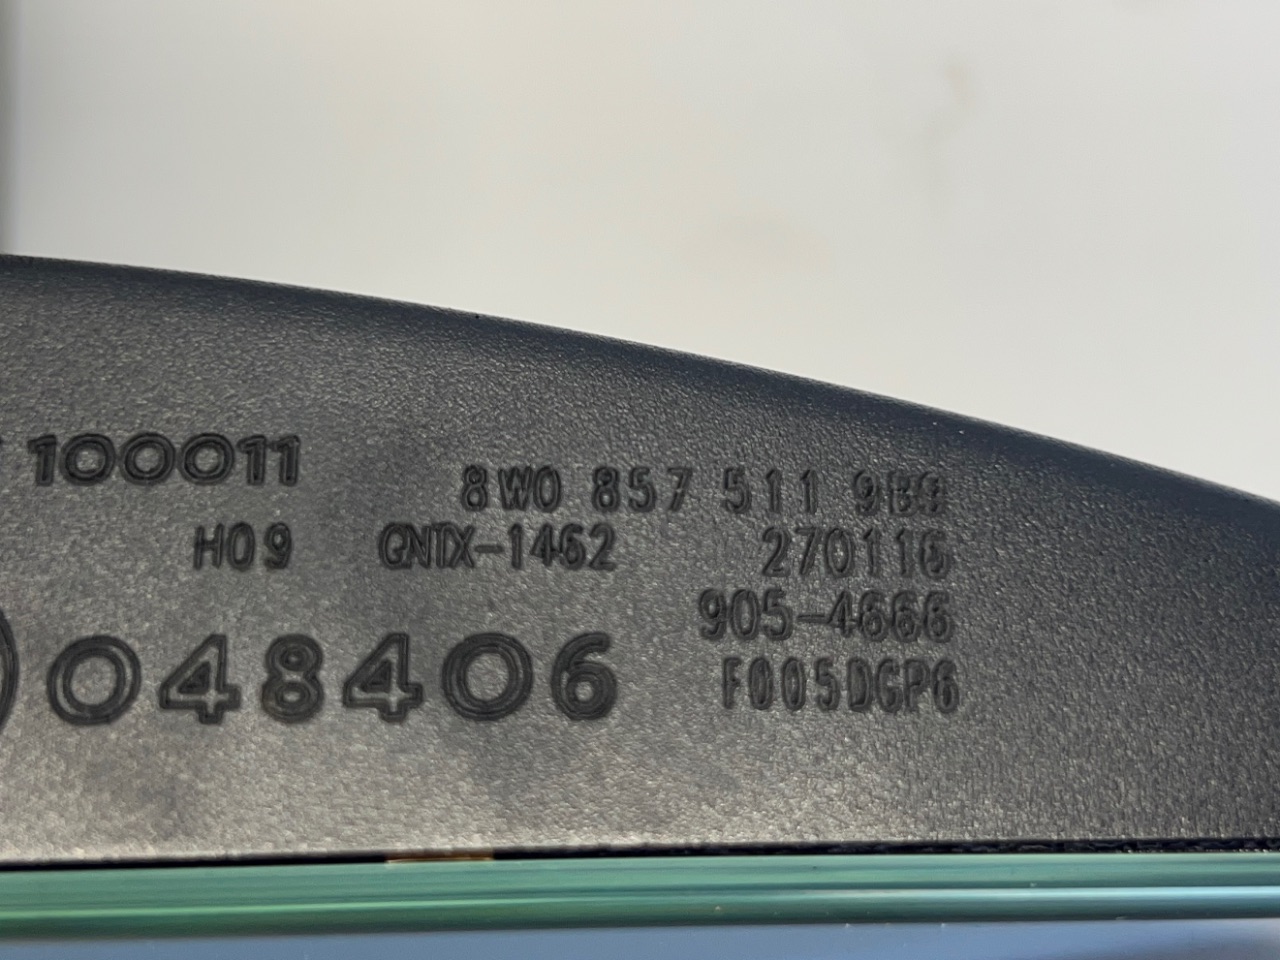 100011
8W0 857 511 9B9
H09 GNTX-1462 270116
905-4666
048406 F005DGP6